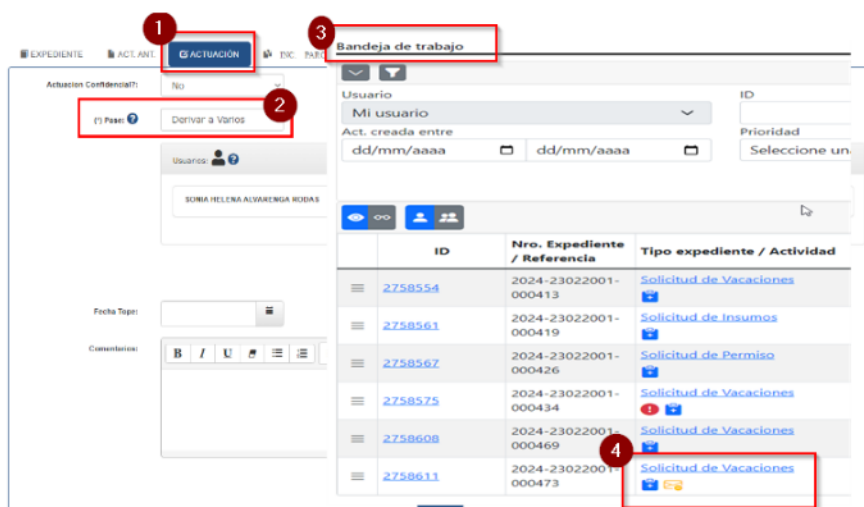 1
EXPEDIENTE ACT. ANT. ACTUACIÓN INC. PARC
Actuacion Confidencial?: No
2
(*) Pase: Derivar a Varios
Usuarios:
SONIA HELENA ALVARENGA RODAS
Fecha Tope:
Comentarios:
B I U
3
Bandeja de trabajo
Usuario ID
Mi usuario
Act. creada entre Prioridad
dd/mm/aaaa dd/mm/aaaa Seleccione un
ID Nro. Expediente / Referencia Tipo expediente / Actividad
2758554 2024-23022001-000413 Solicitud de Vacaciones
2758561 2024-23022001-000419 Solicitud de Insumos
2758567 2024-23022001-000426 Solicitud de Permiso
2758575 2024-23022001-000434 Solicitud de Vacaciones
2758608 2024-23022001-000469 Solicitud de Vacaciones
4
2758611 2024-23022001-000473 Solicitud de Vacaciones